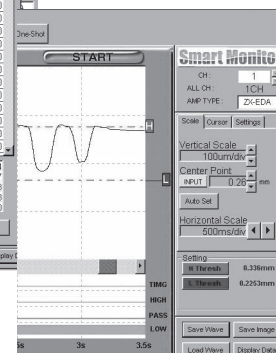 One-Shot
START
H
L
TIMG
HIGH
PASS
LOW
3s
3.5s
Smart Monito
CH :
1
ALL CH :
1CH
AMP TYPE :
ZX-EDA
Scale
Cursor
Settings
Vertical Scale
100um/div
Center Point
INPUT
0.28
mm
Auto Set
Horizontal Scale
500ms/div
Setting
H Thresh
0.336mm
L Thresh
0.2253mm
Save Wave
Save Image
Load Wave
Display Data